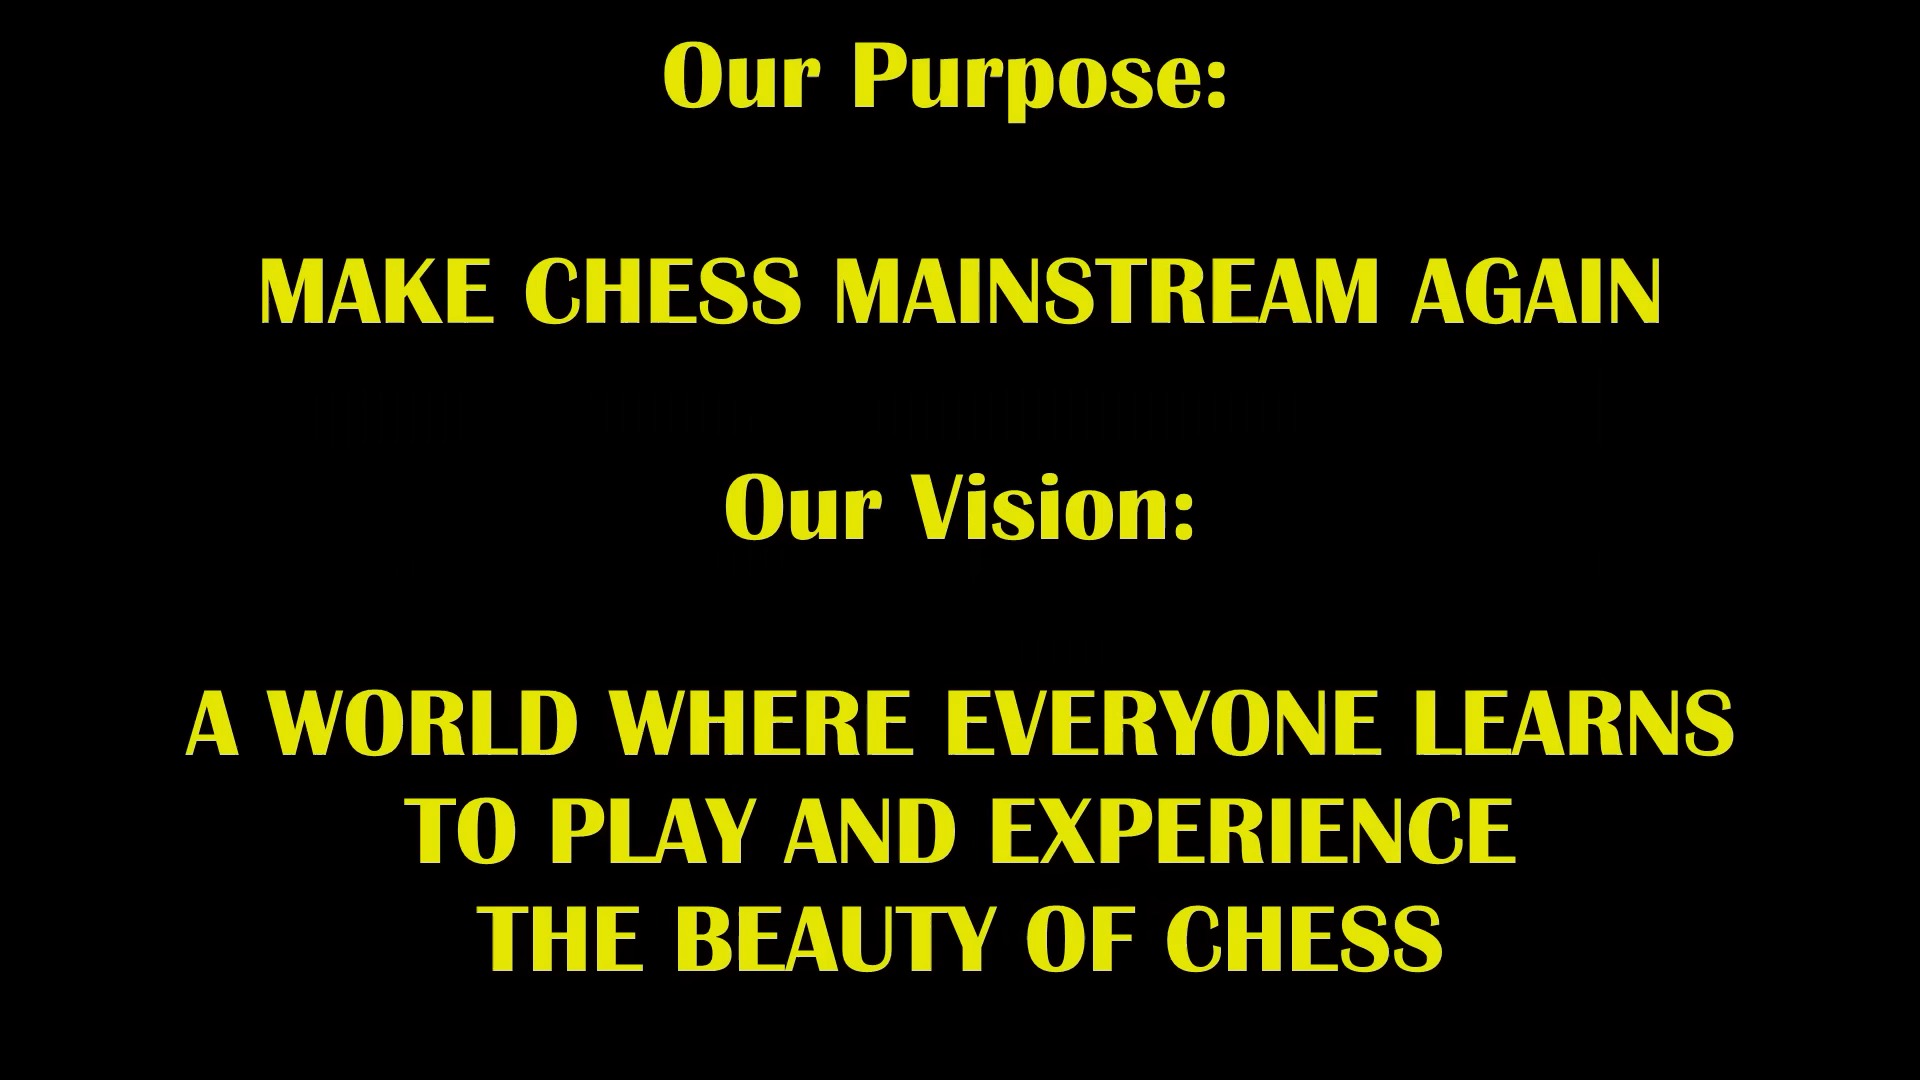 Our Purpose:
MAKE CHESS MAINSTREAM AGAIN
Our Vision:
A WORLD WHERE EVERYONE LEARNS
TO PLAY AND EXPERIENCE
THE BEAUTY OF CHESS